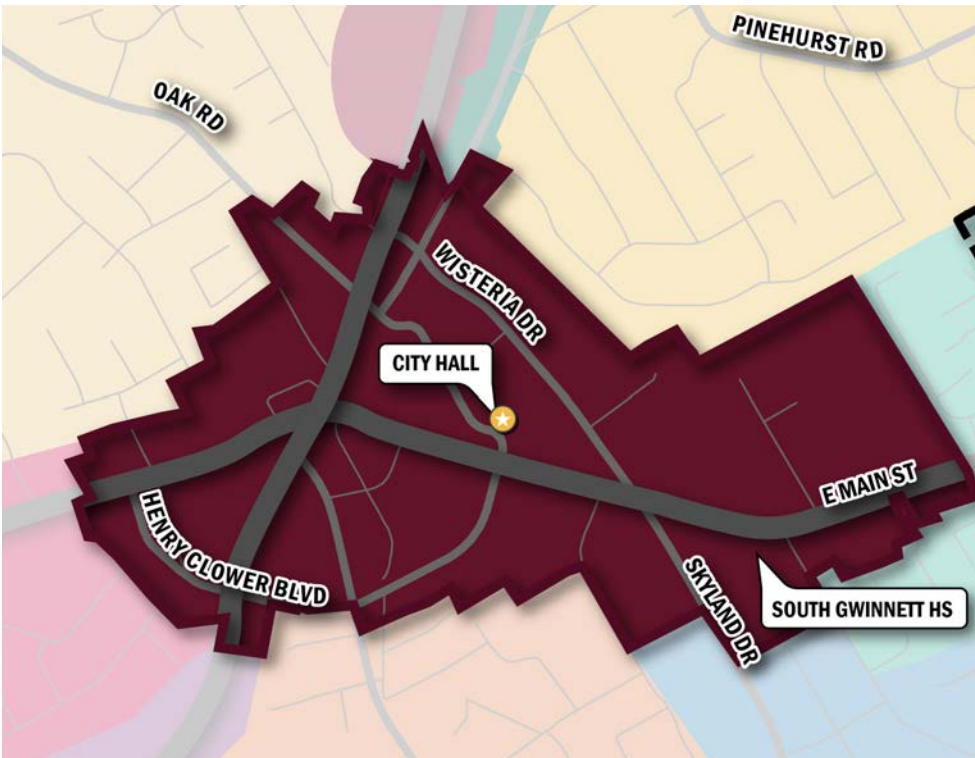 PINEHURST RD
OAK RD
WISTERIA DR
CITY HALL
E MAIN ST
HENRY CLOWER BLVD
SKYLAND DR
SOUTH GWINNETT HS